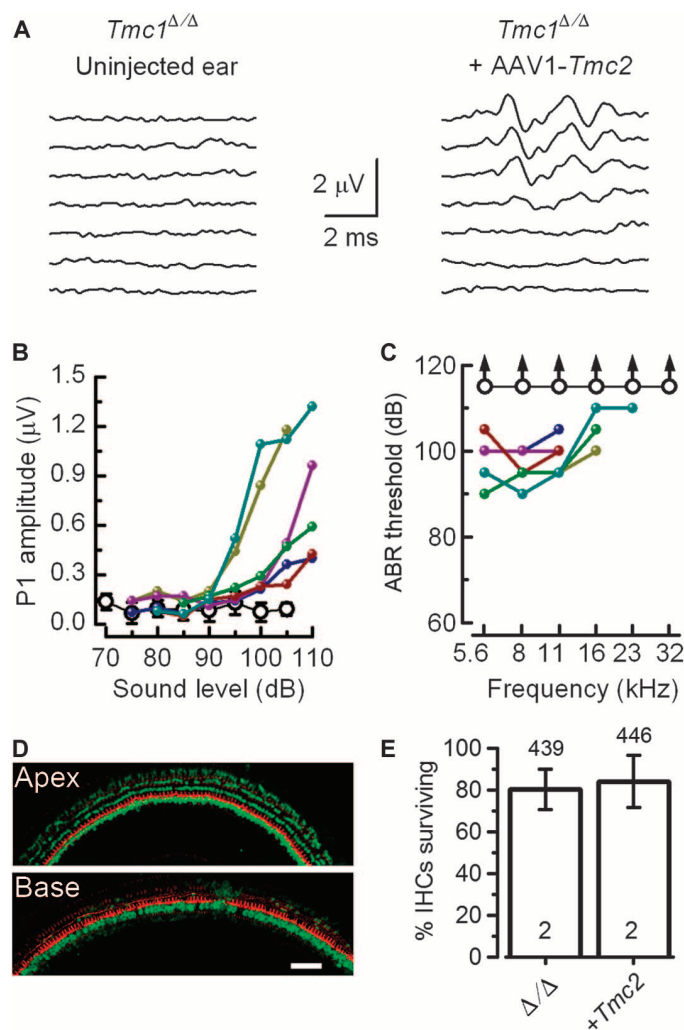 A
Tmc1Δ/Δ
Uninjected ear
Tmc1Δ/Δ
+ AAV1-Tmc2
2 μV
2 ms
B
P1 amplitude (μV)
1.5
1.2
0.9
0.6
0.3
0.0
70 80 90 100 110
Sound level (dB)
C
ABR threshold (dB)
120
100
80
60
5.6 8 11 16 23 32
Frequency (kHz)
D
Apex
Base
E
% IHCs surviving
100
80
60
40
20
0
439
446
2
2
Δ/Δ
+Tmc2